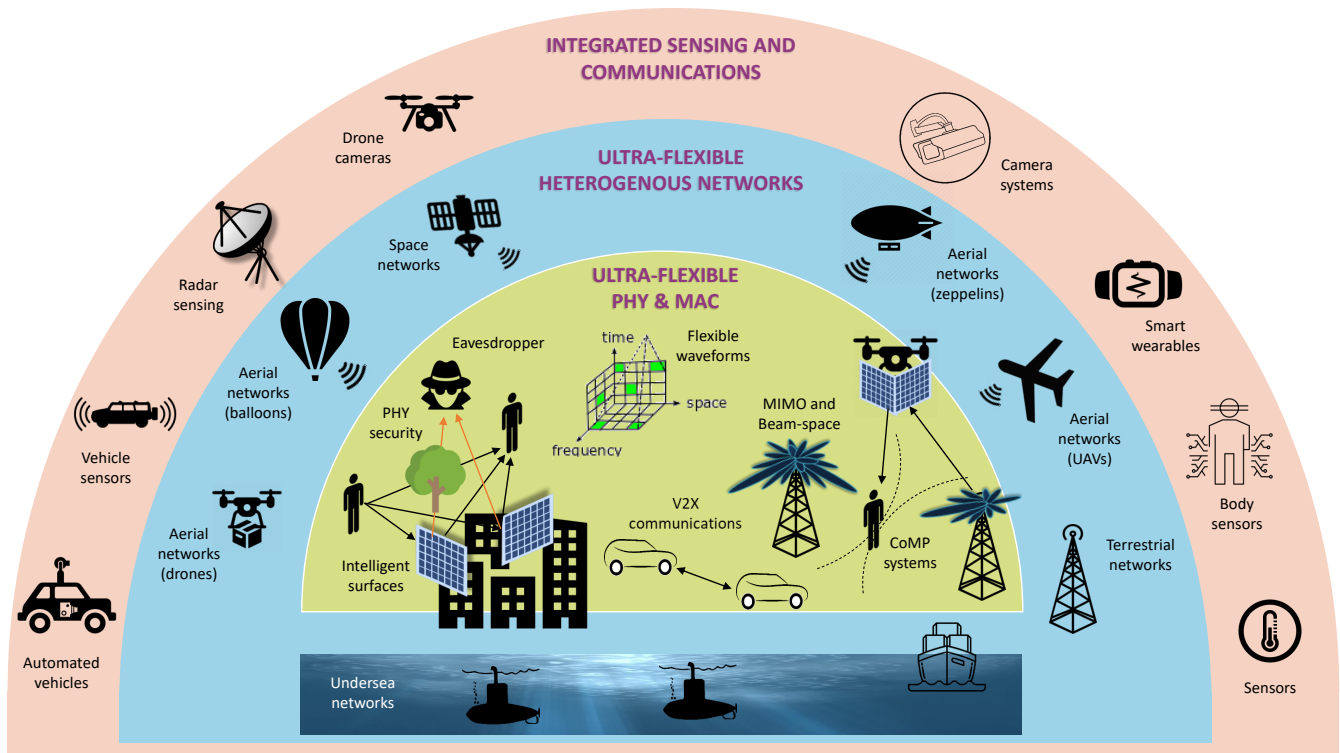 INTEGRATED SENSING AND
COMMUNICATIONS
Drone
cameras
Camera
systems
ULTRA-FLEXIBLE
HETEROGENOUS NETWORKS
Space
networks
Aerial
networks
(zeppelins)
Radar
sensing
Smart
wearables
ULTRA-FLEXIBLE
PHY & MAC
Eavesdropper
time
Flexible
waveforms
space
frequency
Aerial
networks
(balloons)
PHY
security
MIMO and
Beam-space
Aerial
networks
(UAVs)
Vehicle
sensors
Body
sensors
V2X
communications
Aerial
networks
(drones)
CoMP
systems
Terrestrial
networks
Intelligent
surfaces
Automated
vehicles
Undersea
networks
Sensors